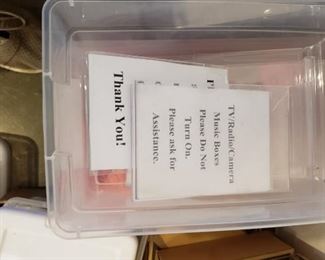 TV/Radio/Camera
Music Boxes
Please Do Not
Turn On.
Please ask for
Assistance.
Thank You!